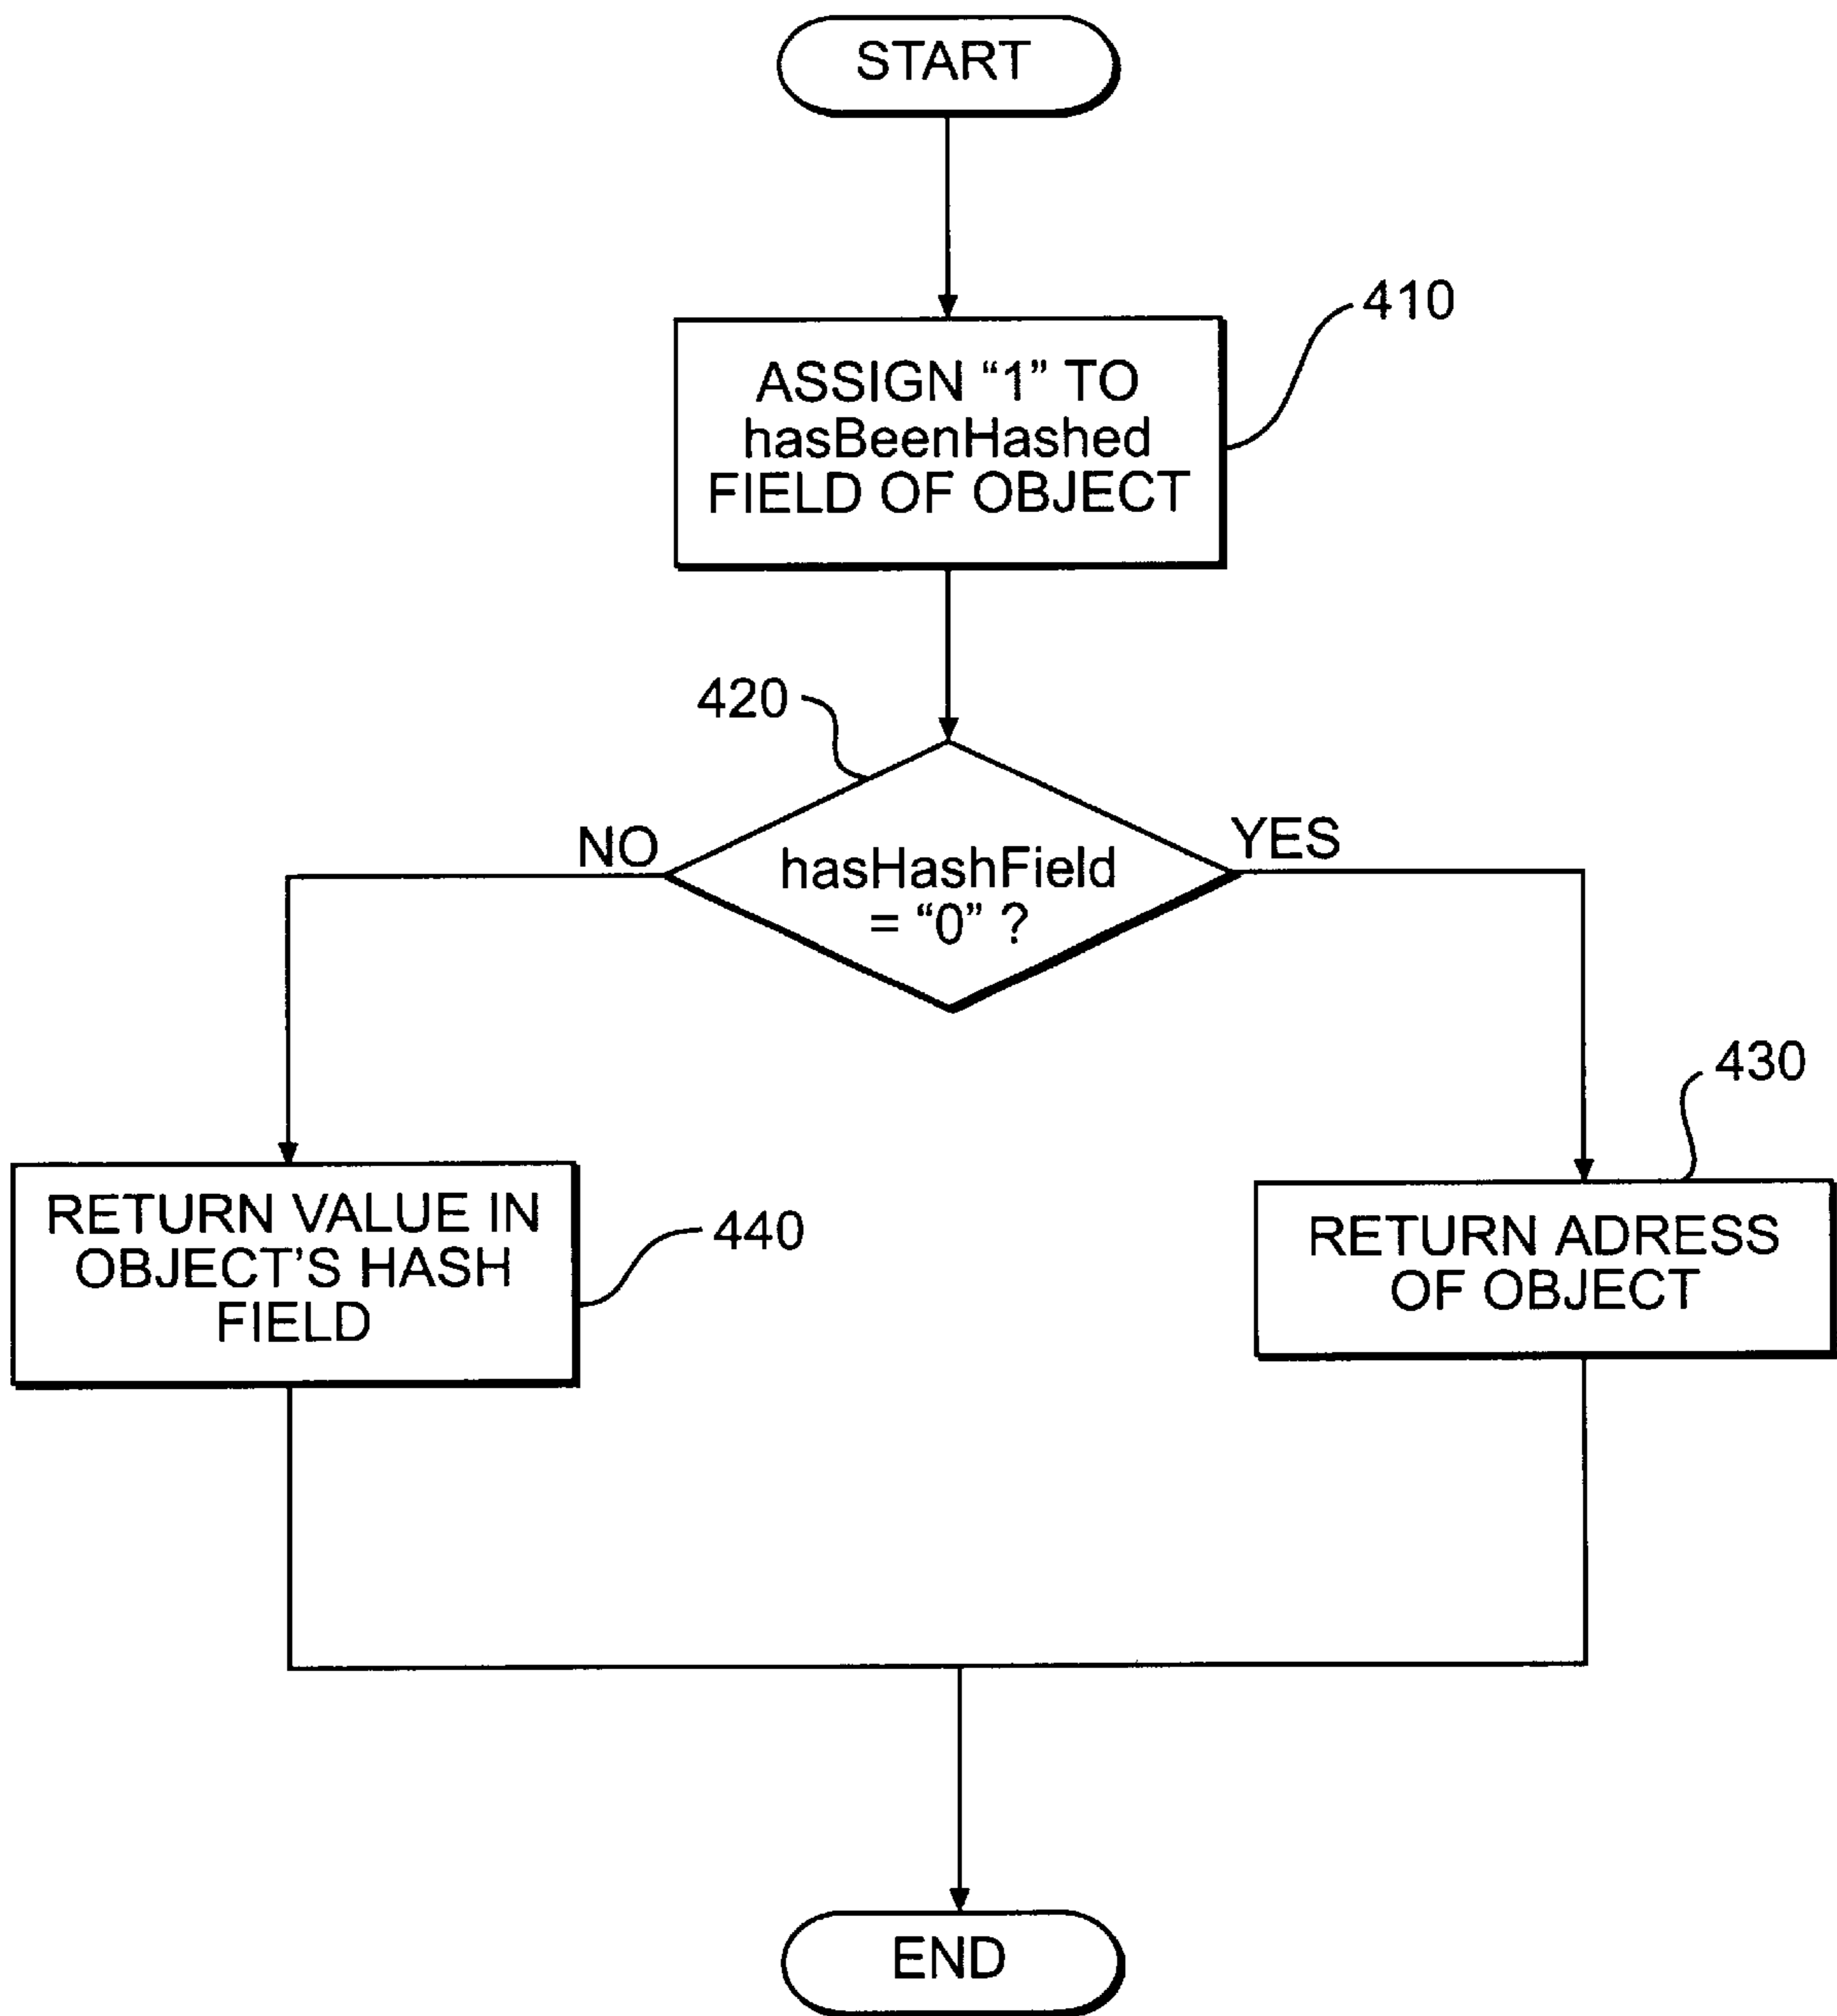 START
410
ASSIGN “1” TO
hasBeenHashed
FIELD OF OBJECT
420
NO
YES
hasHashField
= “0” ?
430
RETURN VALUE IN
OBJECT’S HASH
FIELD
440
RETURN ADRESS
OF OBJECT
END